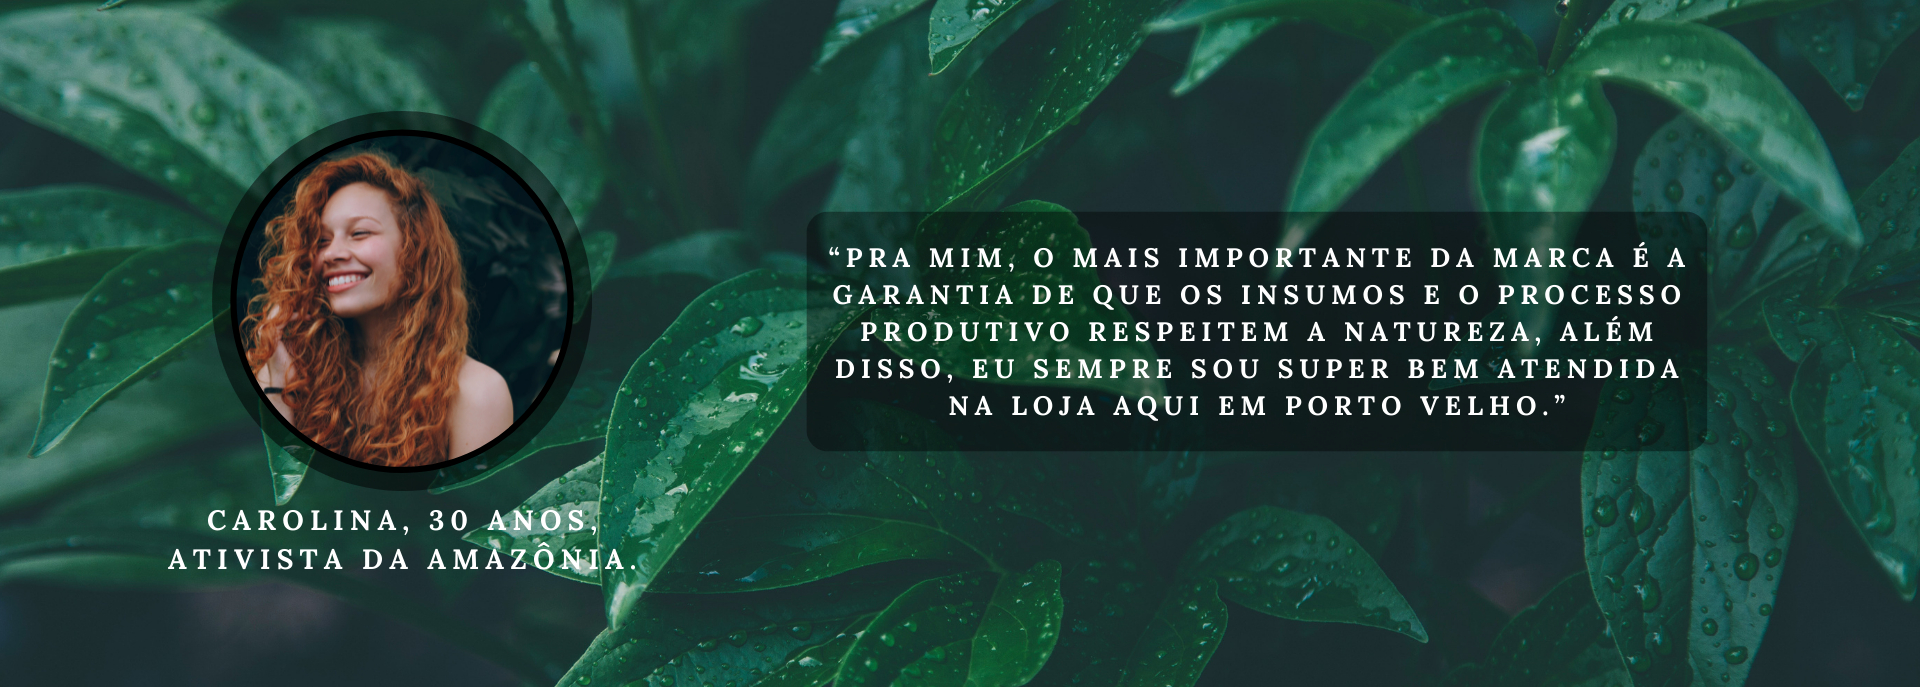 CAROLINA, 30 ANOS,
ATIVISTA DA AMAZÔNIA.
“PRA MIM, O MAIS IMPORTANTE DA MARCA É A
GARANTIA DE QUE OS INSUMOS E O PROCESSO
PRODUTIVO RESPEITEM A NATUREZA, ALÉM
DISSO, EU SEMPRE SOU SUPER BEM ATENDIDA
NA LOJA AQUI EM PORTO VELHO.”